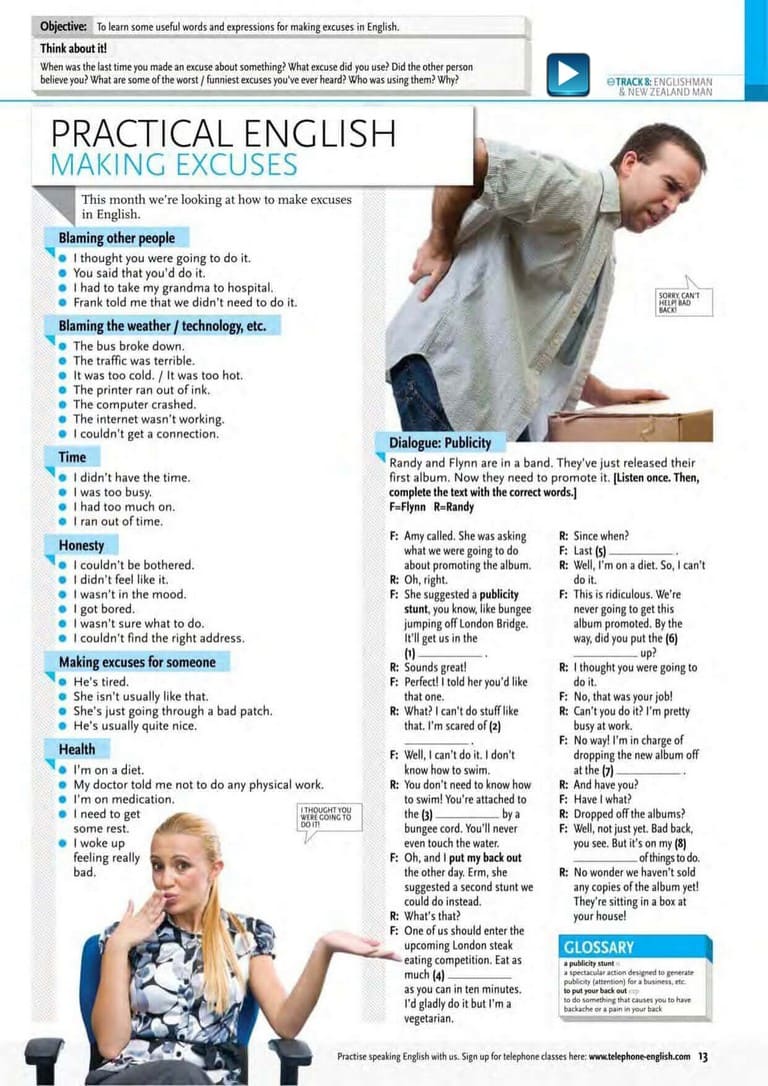 Objective: To learn some useful words and expressions for making excuses in English.
Think about it!
When was the last time you made an excuse about something? What excuse did you use? Did the other person
believe you? What are some of the worst / funniest excuses you've ever heard? Who was using them? Why?
TRACK 8: ENGLISHMAN
& NEW ZEALAND MAN
PRACTICAL ENGLISH
MAKING EXCUSES
This month we're looking at how to make excuses
in English.
Blaming other people
I thought you were going to do it.
You said that you'd do it.
I had to take my grandma to hospital.
Frank told me that we didn't need to do it.
Blaming the weather / technology, etc.
The bus broke down.
The traffic was terrible.
It was too cold. / It was too hot.
The printer ran out of ink.
The computer crashed.
The internet wasn't working.
I couldn't get a connection.
Time
I didn't have the time.
I was too busy.
I had too much on.
I ran out of time.
Honesty
I couldn't be bothered.
I didn't feel like it.
I wasn't in the mood.
I got bored.
I wasn't sure what to do.
I couldn't find the right address.
Making excuses for someone
He's tired.
She isn't usually like that.
She's just going through a bad patch.
He's usually quite nice.
Health
I'm on a diet.
My doctor told me not to do any physical work.
I'm on medication.
I need to get
some rest.
I woke up
feeling really
bad.
I THOUGHT YOU
WERE GOING TO
DO IT!
SORRY, CAN'T
HELP! BAD
BACK!
Dialogue: Publicity
Randy and Flynn are in a band. They've just released their
first album. Now they need to promote it. [Listen once. Then,
complete the text with the correct words.]
F=Flynn R=Randy
F: Amy called. She was asking
what we were going to do
about promoting the album.
R: Oh, right.
F: She suggested a publicity
stunt, you know, like bungee
jumping off London Bridge.
It'll get us in the
(1) ____________ .
R: Sounds great!
F: Perfect! I told her you'd like
that one.
R: What? I can't do stuff like
that. I'm scared of (2)
____________ .
F: Well, I can't do it. I don't
know how to swim.
R: You don't need to know how
to swim! You're attached to
the (3) ____________ by a
bungee cord. You'll never
even touch the water.
F: Oh, and I put my back out
the other day. Erm, she
suggested a second stunt we
could do instead.
R: What's that?
F: One of us should enter the
upcoming London steak
eating competition. Eat as
much (4) ____________
as you can in ten minutes.
I'd gladly do it but I'm a
vegetarian.
R: Since when?
F: Last (5) ____________ .
R: Well, I'm on a diet. So, I can't
do it.
F: This is ridiculous. We're
never going to get this
album promoted. By the
way, did you put the (6)
____________ up?
R: I thought you were going to
do it.
F: No, that was your job!
R: Can't you do it? I'm pretty
busy at work.
F: No way! I'm in charge of
dropping the new album off
at the (7) ____________ .
R: And have you?
F: Have I what?
R: Dropped off the albums?
F: Well, not just yet. Bad back,
you see. But it's on my (8)
____________ of things to do.
R: No wonder we haven't sold
any copies of the album yet!
They're sitting in a box at
your house!
GLOSSARY
a publicity stunt n
a spectacular action designed to generate
publicity (attention) for a business, etc.
to put your back out exp
to do something that causes you to have
backache or a pain in your back
Practise speaking English with us. Sign up for telephone classes here: www.telephone-english.com 13